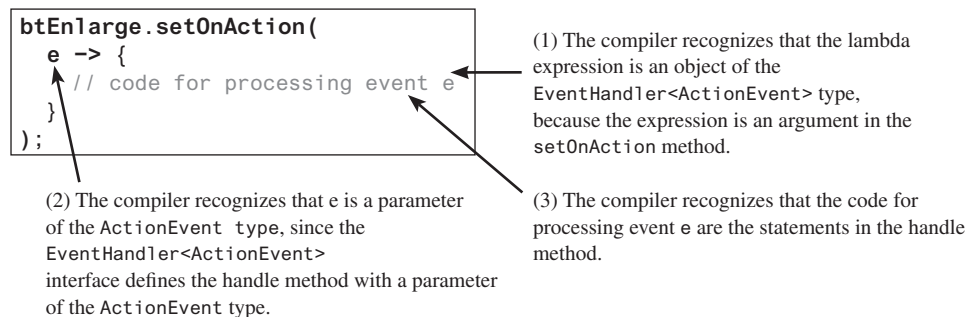 btEnlarge.setOnAction(
e -> {
// code for processing event e
}
);
(1) The compiler recognizes that the lambda
expression is an object of the
EventHandler<ActionEvent> type,
because the expression is an argument in the
setOnAction method.
(2) The compiler recognizes that e is a parameter
of the ActionEvent type, since the
EventHandler<ActionEvent>
interface defines the handle method with a parameter
of the ActionEvent type.
(3) The compiler recognizes that the code for
processing event e are the statements in the handle
method.